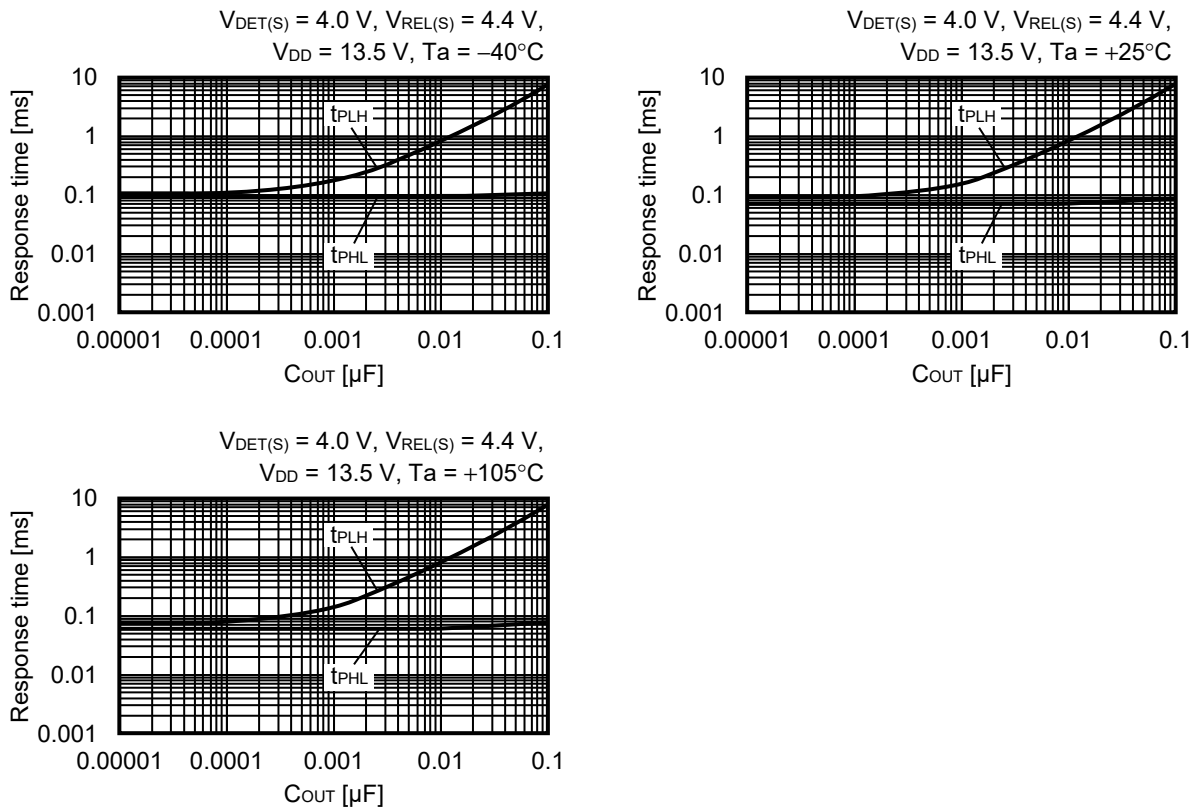 VDET(S) = 4.0 V, VREL(S) = 4.4 V,
VDD = 13.5 V, Ta = −40°C
Response time [ms]
10
1
0.1
0.01
0.001
tPLH
tPHL
0.00001 0.0001 0.001 0.01 0.1
COUT [µF]
VDET(S) = 4.0 V, VREL(S) = 4.4 V,
VDD = 13.5 V, Ta = +25°C
Response time [ms]
10
1
0.1
0.01
0.001
tPLH
tPHL
0.00001 0.0001 0.001 0.01 0.1
COUT [µF]
VDET(S) = 4.0 V, VREL(S) = 4.4 V,
VDD = 13.5 V, Ta = +105°C
Response time [ms]
10
1
0.1
0.01
0.001
tPLH
tPHL
0.00001 0.0001 0.001 0.01 0.1
COUT [µF]